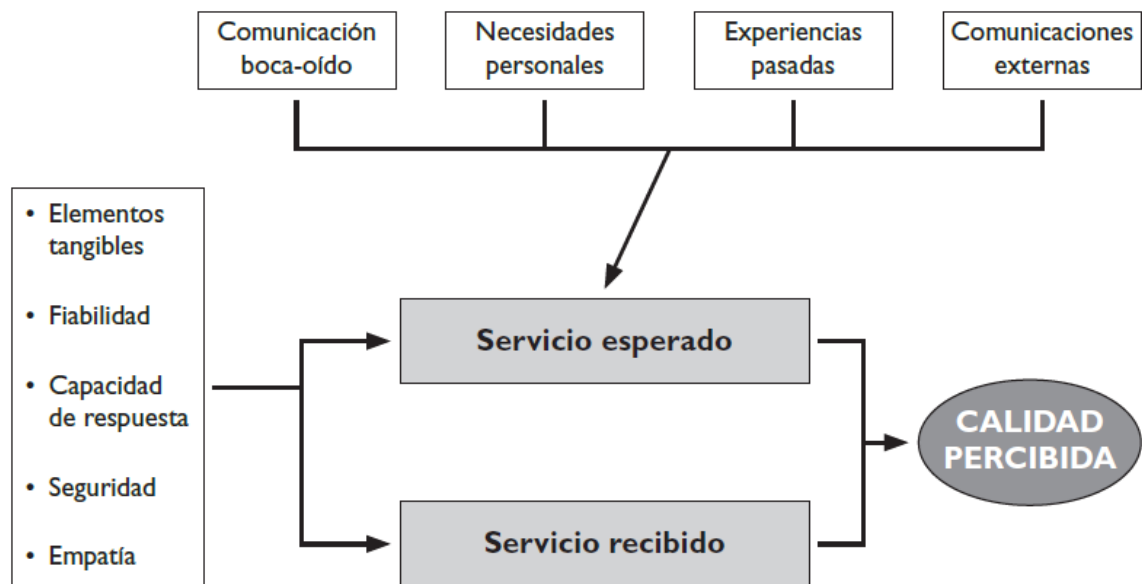 Comunicación
boca-oído
Necesidades
personales
Experiencias
pasadas
Comunicaciones
externas
• Elementos
tangibles
• Fiabilidad
• Capacidad
de respuesta
• Seguridad
• Empatía
Servicio esperado
Servicio recibido
CALIDAD
PERCIBIDA